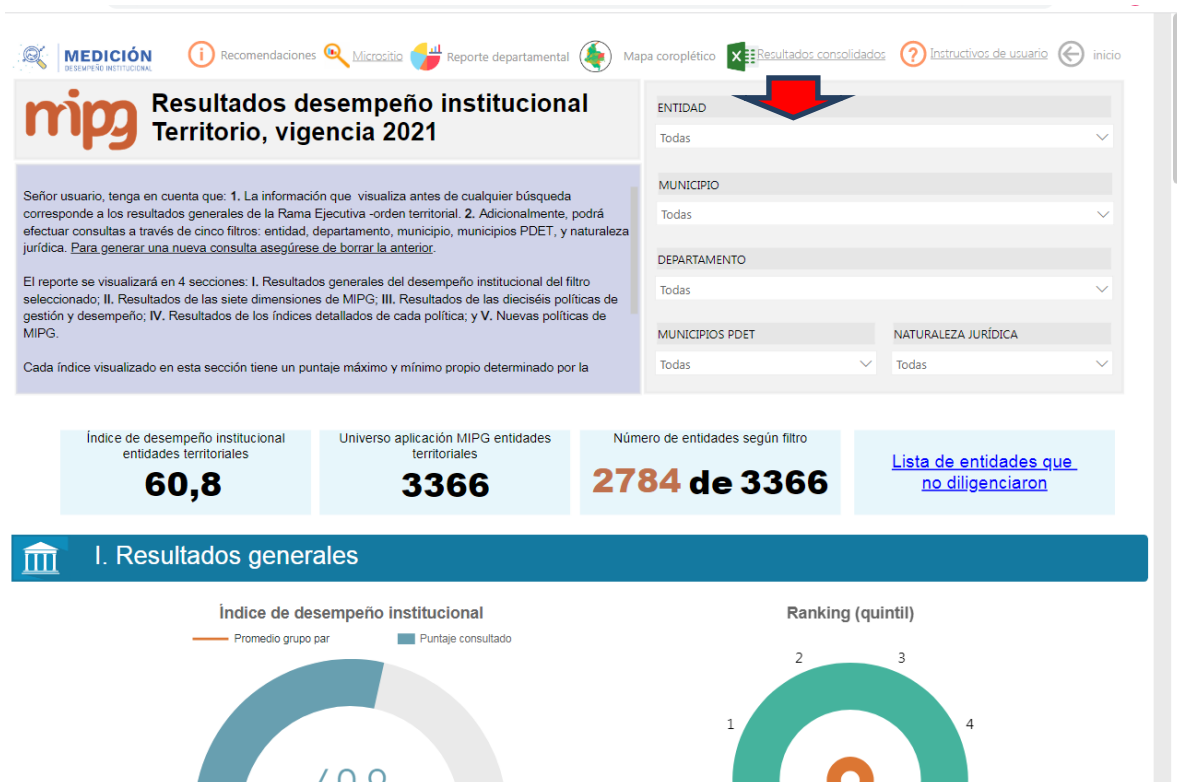 MEDICIÓN
DESEMPEÑO INSTITUCIONAL
Recomendaciones
Micrositio
Reporte departamental
Mapa coroplético
Resultados consolidados
Instructivos de usuario
inicio
mipg
Resultados desempeño institucional
Territorio, vigencia 2021
Señor usuario, tenga en cuenta que: 1. La información que visualiza antes de cualquier búsqueda
corresponde a los resultados generales de la Rama Ejecutiva -orden territorial. 2. Adicionalmente, podrá
efectuar consultas a través de cinco filtros: entidad, departamento, municipio, municipios PDET, y naturaleza
jurídica. Para generar una nueva consulta asegúrese de borrar la anterior.
El reporte se visualizará en 4 secciones: I. Resultados generales del desempeño institucional del filtro
seleccionado; II. Resultados de las siete dimensiones de MIPG; III. Resultados de las dieciséis políticas de
gestión y desempeño; IV. Resultados de los índices detallados de cada política; y V. Nuevas políticas de
MIPG.
Cada índice visualizado en esta sección tiene un puntaje máximo y mínimo propio determinado por la
ENTIDAD
Todas
MUNICIPIO
Todas
DEPARTAMENTO
Todas
MUNICIPIOS PDET
Todas
NATURALEZA JURÍDICA
Todas
Índice de desempeño institucional
entidades territoriales
60,8
Universo aplicación MIPG entidades
territoriales
3366
Número de entidades según filtro
2784 de 3366
Lista de entidades que
no diligenciaron
I. Resultados generales
Índice de desempeño institucional
Promedio grupo par
Puntaje consultado
Ranking (quintil)
2
3
1
4